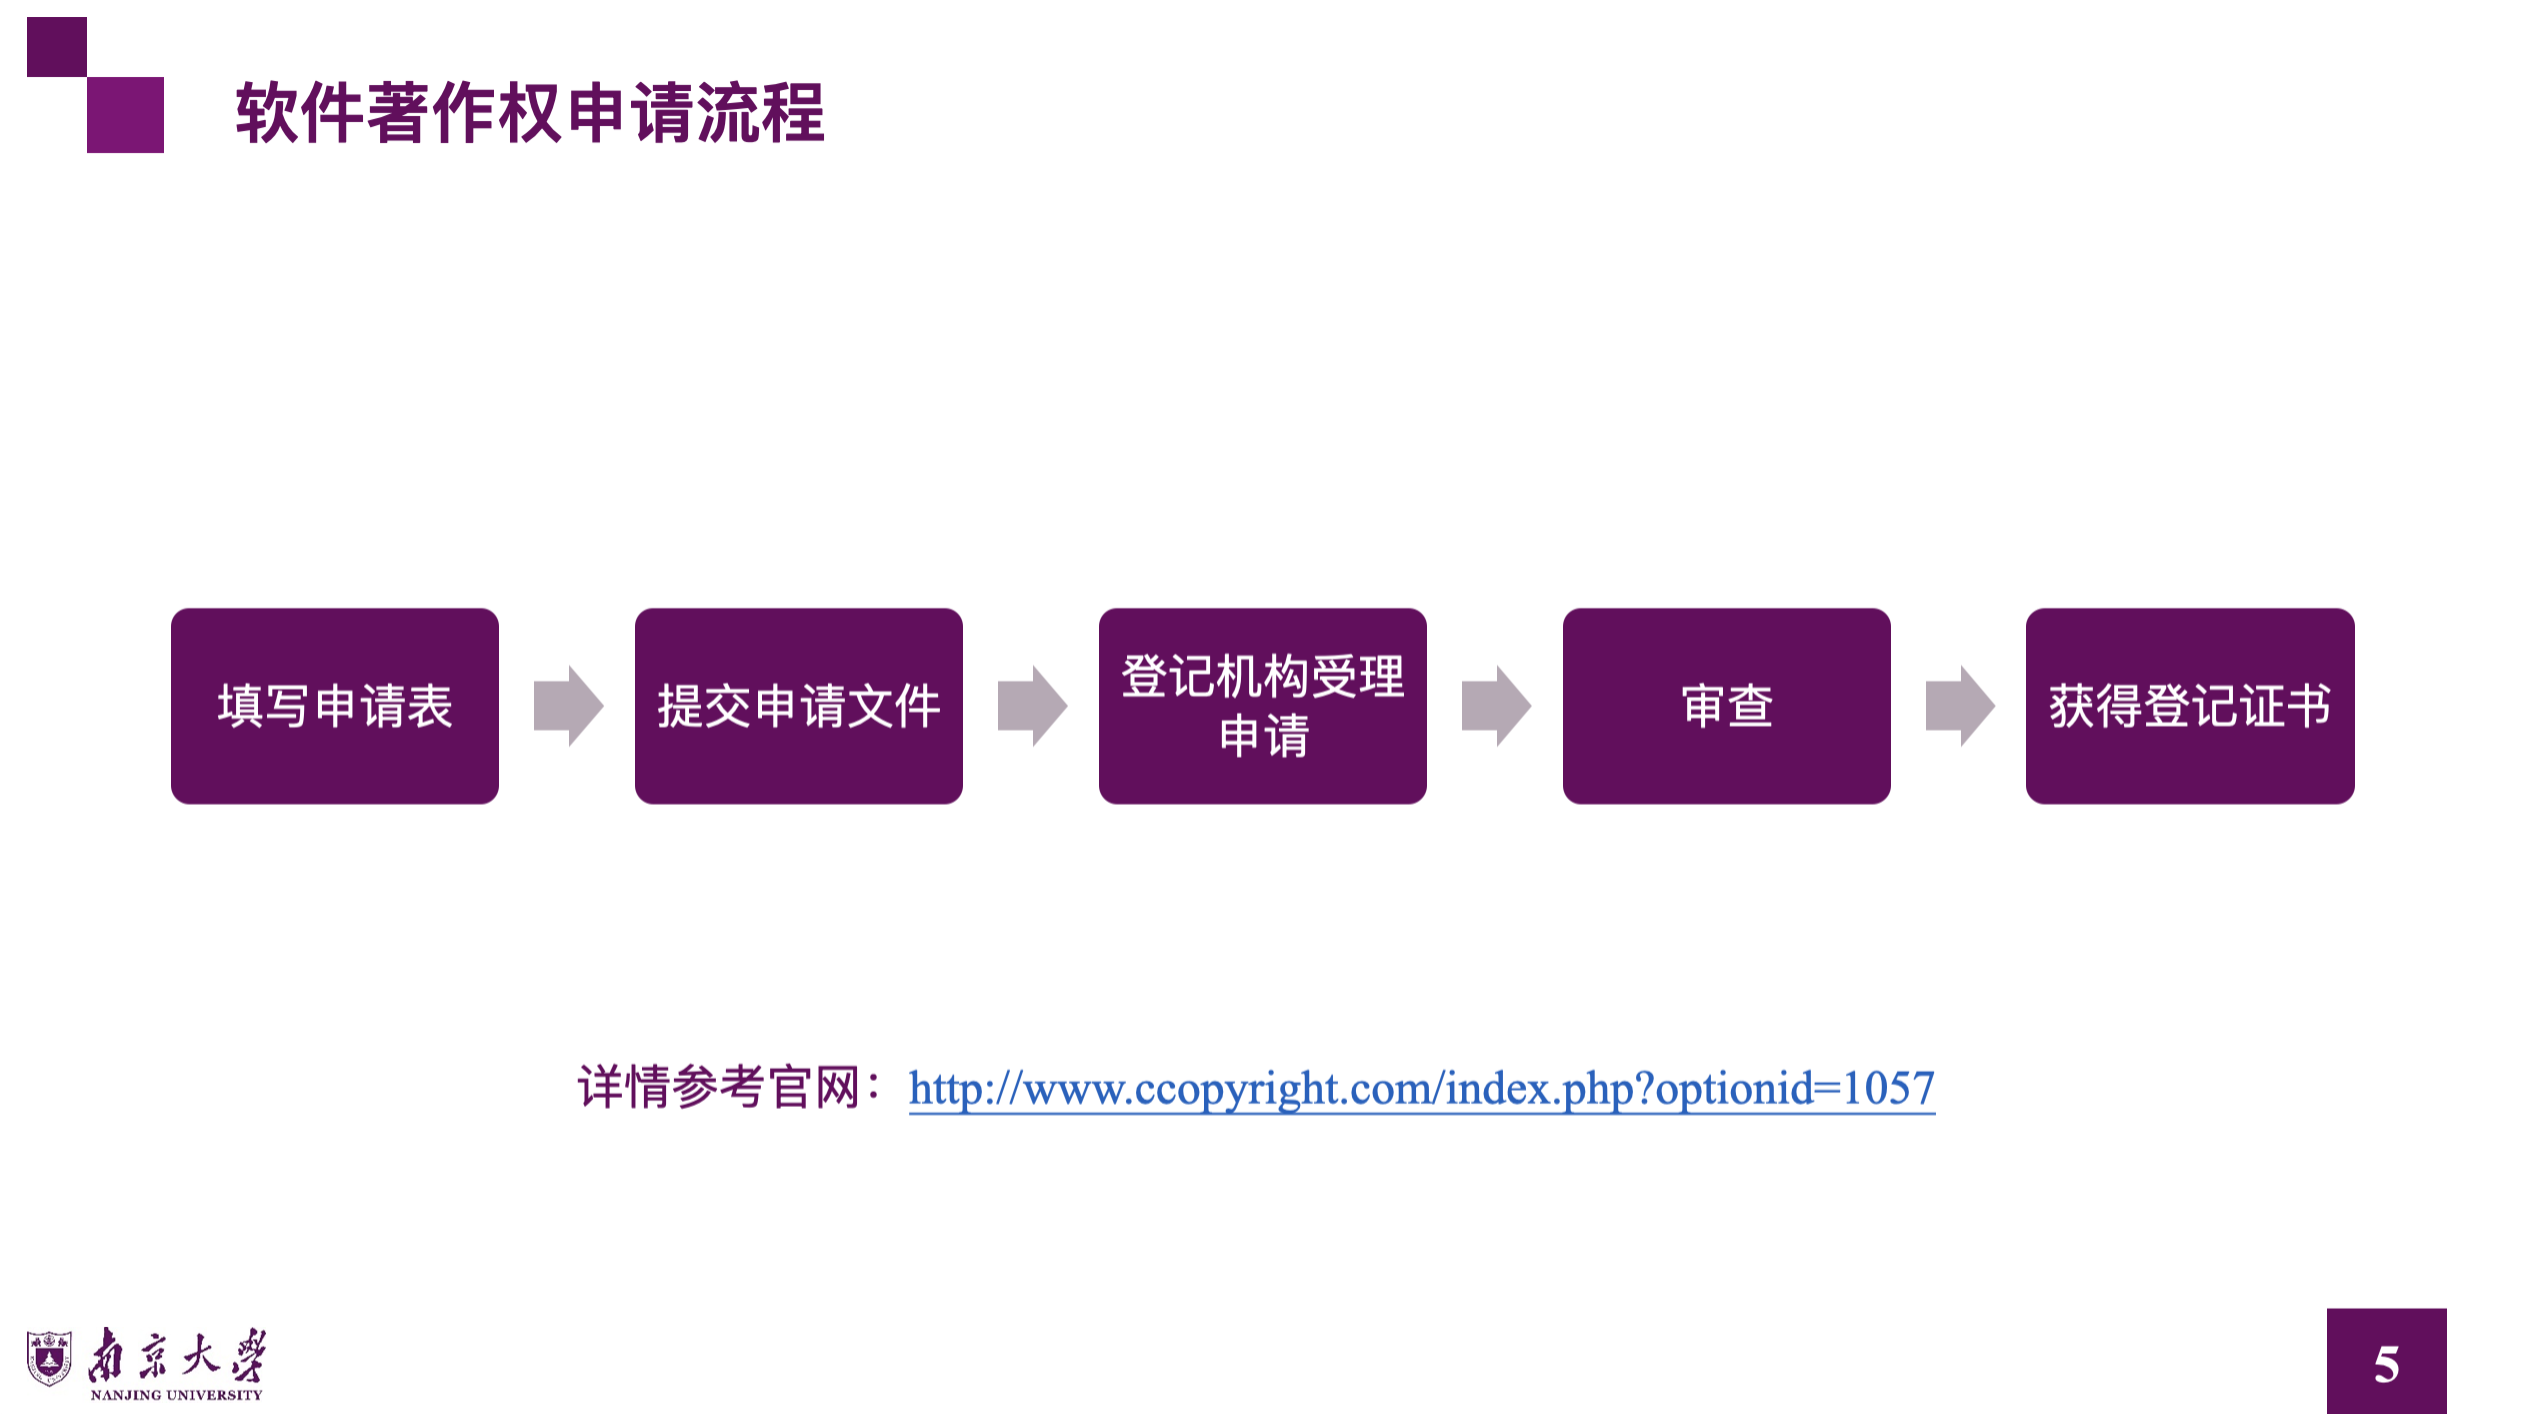 软件著作权申请流程
填写申请表
提交申请文件
登记机构受理
申请
审查
获得登记证书
详情参考官网：http://www.ccopyright.com/index.php?optionid=1057
南京大学
NANJING UNIVERSITY
5